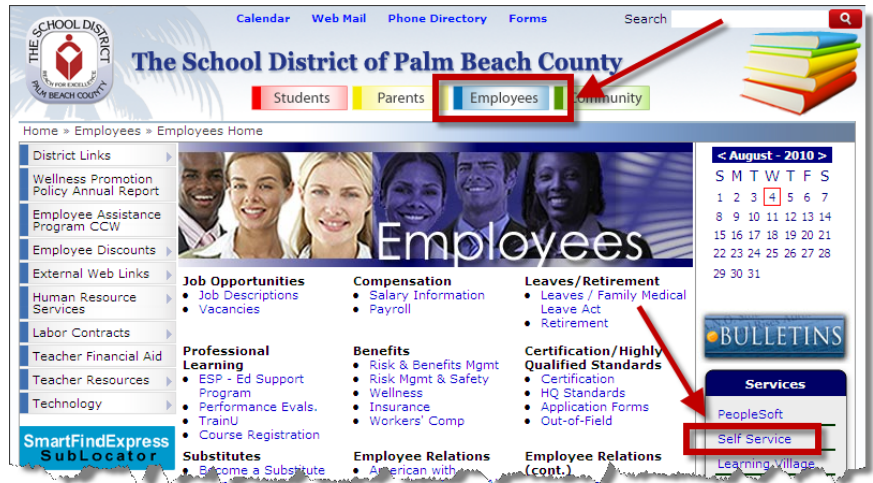 Calendar Web Mail Phone Directory Forms Search
THE SCHOOL DISTRICT
REACH FOR EXCELLENCE
PALM BEACH COUNTY
The School District of Palm Beach County
Students Parents Employees Community
Home » Employees » Employees Home
District Links
Wellness Promotion
Policy Annual Report
Employee Assistance
Program CCW
Employee Discounts
External Web Links
Human Resource
Services
Labor Contracts
Teacher Financial Aid
Teacher Resources
Technology
SmartFindExpress
SubLocator
Employees
Job Opportunities
• Job Descriptions
• Vacancies
Compensation
• Salary Information
• Payroll
Leaves/Retirement
• Leaves / Family Medical
Leave Act
• Retirement
Professional
Learning
• ESP - Ed Support
Program
• Performance Evals.
• TrainU
• Course Registration
Benefits
• Risk & Benefits Mgmt
• Risk Mgmt & Safety
• Wellness
• Insurance
• Workers' Comp
Certification/Highly
Qualified Standards
• Certification
• HQ Standards
• Application Forms
• Out-of-Field
Substitutes
• Become a Substitute
Employee Relations
• American with
Employee Relations
(cont.)
< August - 2010 >
S M T W T F S
1 2 3 4 5 6 7
8 9 10 11 12 13 14
15 16 17 18 19 20 21
22 23 24 25 26 27 28
29 30 31
BULLETINS
Services
PeopleSoft
Self Service
Learning Village